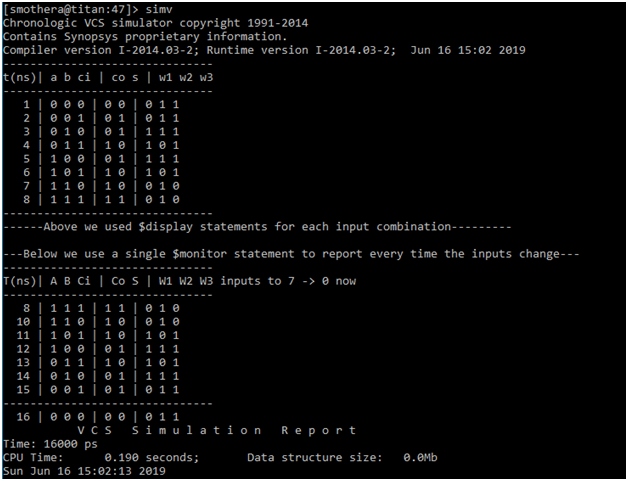 [smothera@titan:47]> simv
Chronologic VCS simulator copyright 1991-2014
Contains Synopsys proprietary information.
Compiler version I-2014.03-2; Runtime version I-2014.03-2;  Jun 16 15:02 2019
-------------------------------
t(ns)| a b ci | co s | w1 w2 w3
-------------------------------
   1 | 0 0 0 | 0 0 | 0 1 1
   2 | 0 0 1 | 0 1 | 0 1 1
   3 | 0 1 0 | 0 1 | 1 1 1
   4 | 0 1 1 | 1 0 | 1 0 1
   5 | 1 0 0 | 0 1 | 1 1 1
   6 | 1 0 1 | 1 0 | 1 0 1
   7 | 1 1 0 | 1 0 | 0 1 0
   8 | 1 1 1 | 1 1 | 0 1 0
-------------------------------
------Above we used $display statements for each input combination---------
---Below we use a single $monitor statement to report every time the inputs change---
-------------------------------
T(ns)| A B Ci | Co S | W1 W2 W3 inputs to 7 -> 0 now
-------------------------------
   8 | 1 1 1 | 1 1 | 0 1 0
  10 | 1 1 0 | 1 0 | 0 1 0
  11 | 1 0 1 | 1 0 | 1 0 1
  12 | 1 0 0 | 0 1 | 1 1 1
  13 | 0 1 1 | 1 0 | 1 0 1
  14 | 0 1 0 | 0 1 | 1 1 1
  15 | 0 0 1 | 0 1 | 0 1 1
-------------------------------
  16 | 0 0 0 | 0 0 | 0 1 1
           V C S   S i m u l a t i o n   R e p o r t
Time: 16000 ps
CPU Time:      0.190 seconds;       Data structure size:   0.0Mb
Sun Jun 16 15:02:13 2019